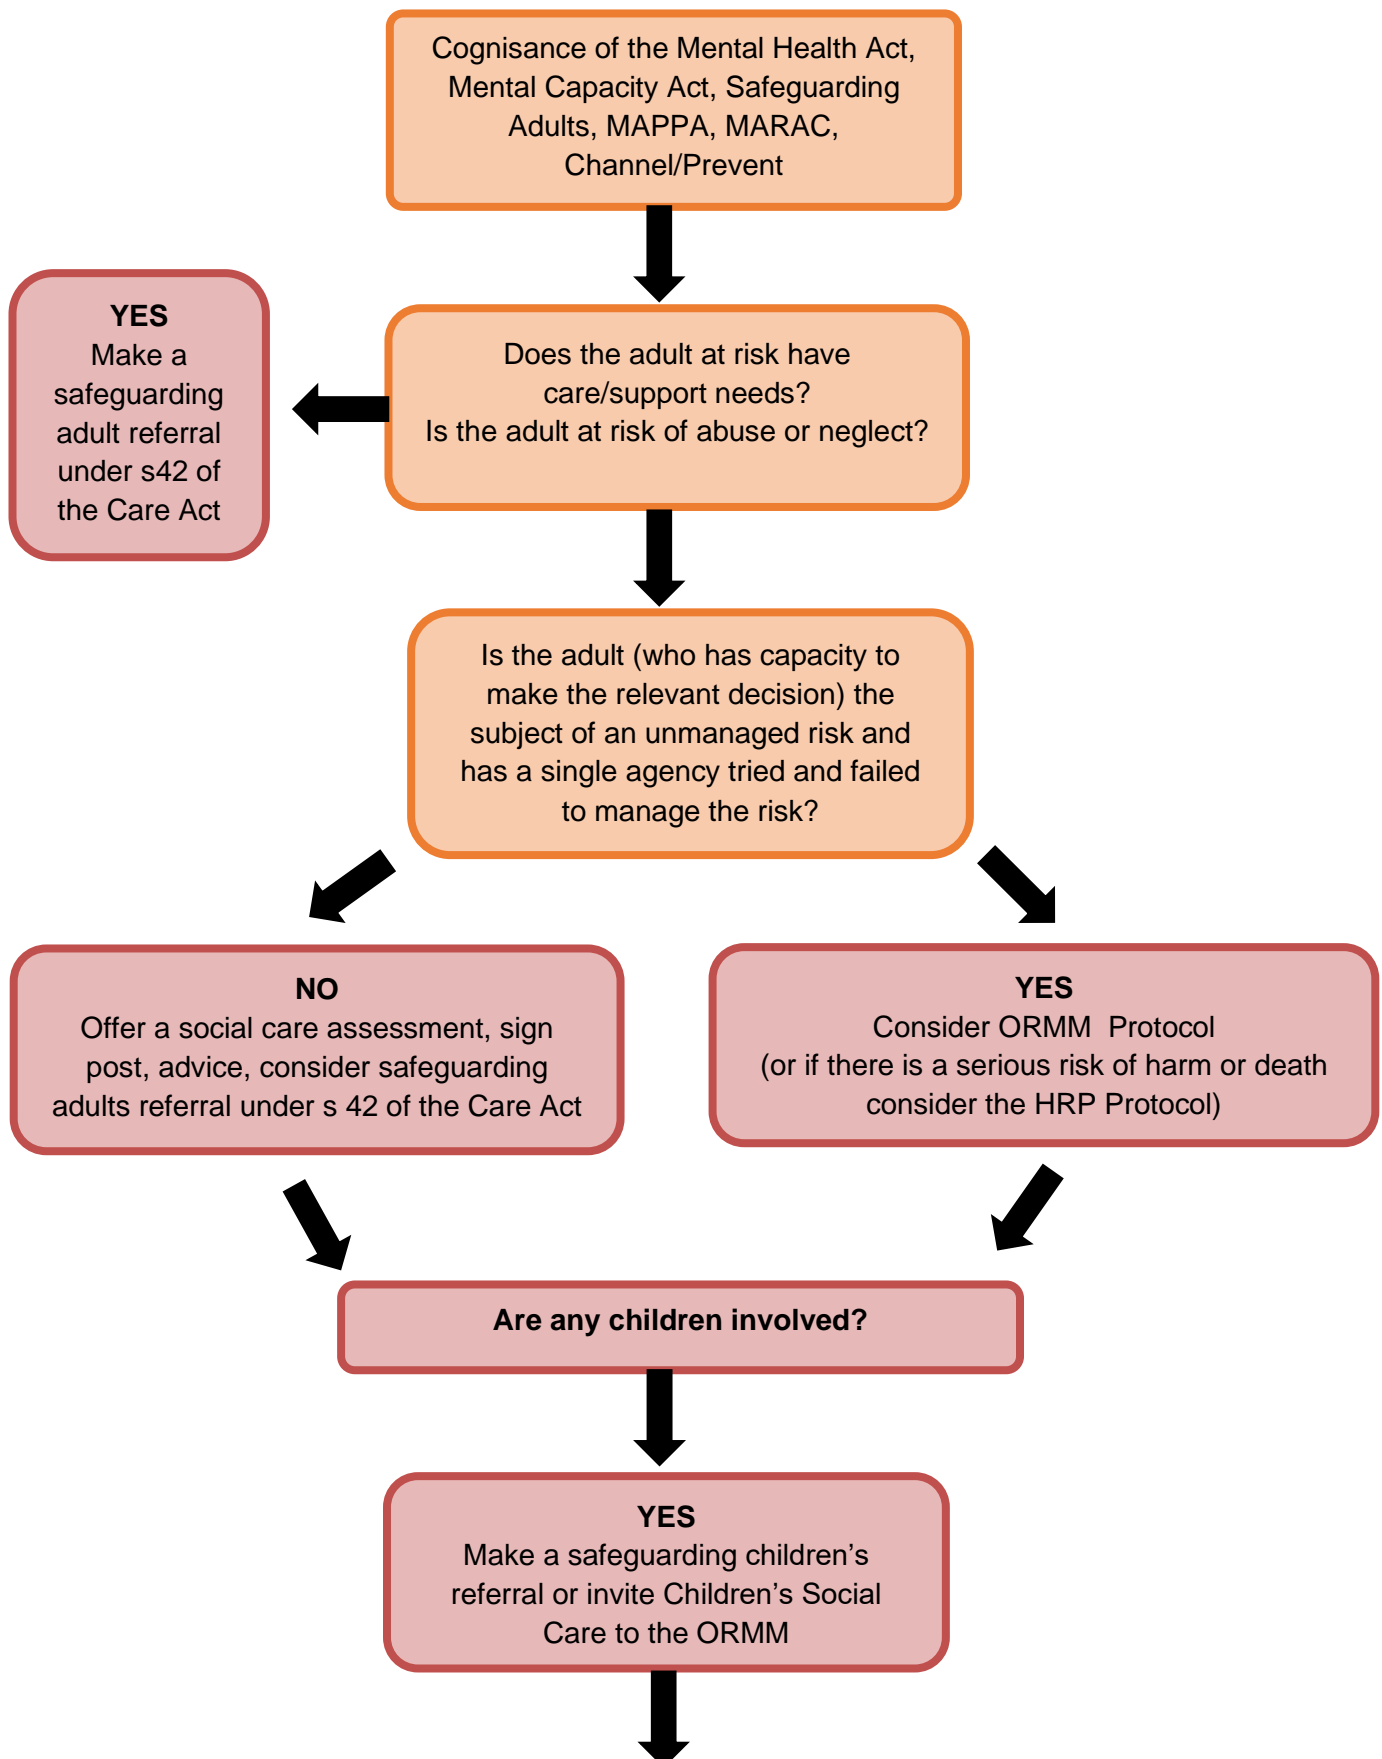 Cognisance of the Mental Health Act,
Mental Capacity Act, Safeguarding
Adults, MAPPA, MARAC,
Channel/Prevent
YES
Make a
safeguarding
adult referral
under s42 of
the Care Act
Does the adult at risk have
care/support needs?
Is the adult at risk of abuse or neglect?
Is the adult (who has capacity to
make the relevant decision) the
subject of an unmanaged risk and
has a single agency tried and failed
to manage the risk?
NO
Offer a social care assessment, sign
post, advice, consider safeguarding
adults referral under s 42 of the Care Act
YES
Consider ORMM Protocol
(or if there is a serious risk of harm or death
consider the HRP Protocol)
Are any children involved?
YES
Make a safeguarding children’s
referral or invite Children’s Social
Care to the ORMM